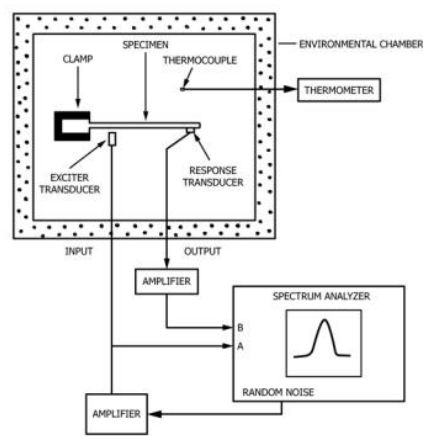 SPECIMEN
CLAMP
THERMOCOUPLE
ENVIRONMENTAL CHAMBER
THERMOMETER
EXCITER
TRANSDUCER
RESPONSE
TRANSDUCER
INPUT
OUTPUT
AMPLIFIER
SPECTRUM ANALYZER
B
A
RANDOM NOISE
AMPLIFIER